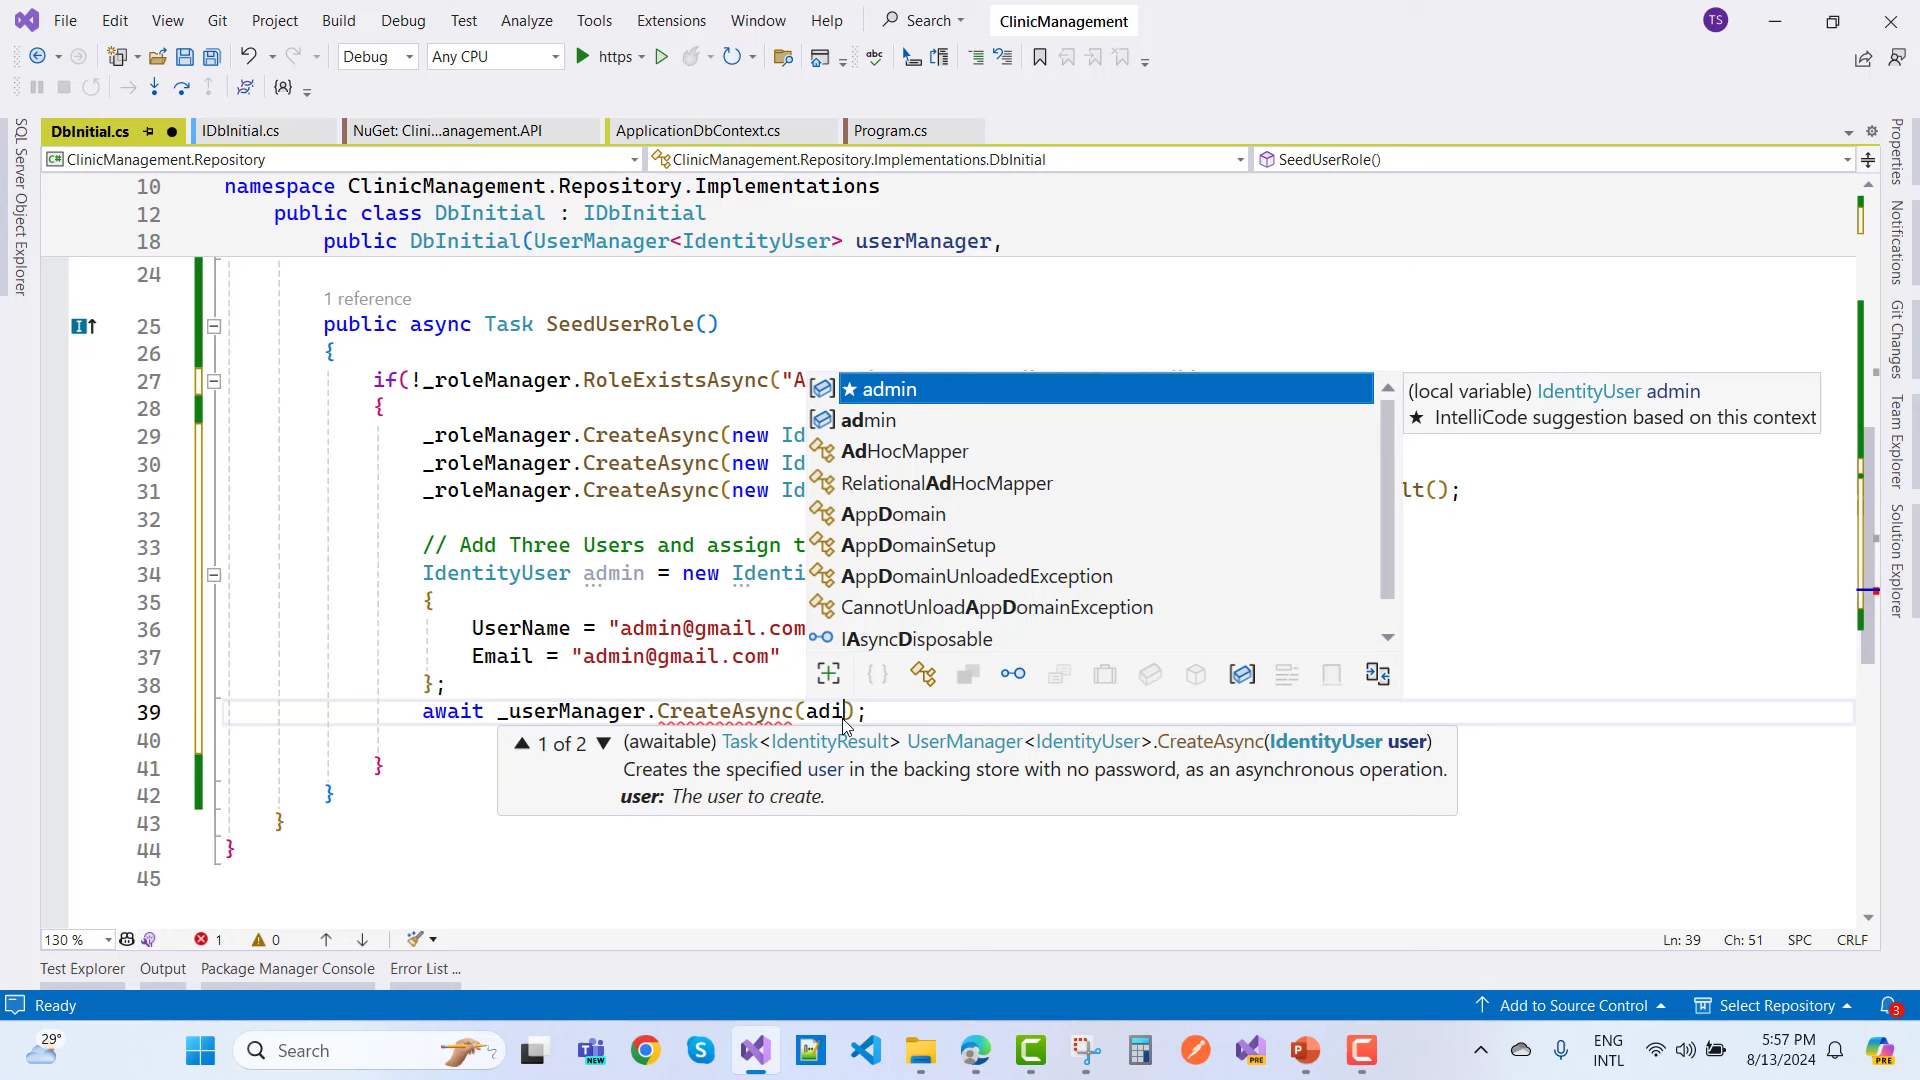 File Edit View Git Project Build Debug Test Analyze Tools Extensions Window Help Search ClinicManagement TS
Debug Any CPU https abc
DbInitial.cs IDbInitial.cs NuGet: Clini...anagement.API ApplicationDbContext.cs Program.cs
C# ClinicManagement.Repository ClinicManagement.Repository.Implementations.DbInitial SeedUserRole()
10 namespace ClinicManagement.Repository.Implementations
12 public class DbInitial : IDbInitial
18 public DbInitial(UserManager<IdentityUser> userManager,
24
1 reference
25 public async Task SeedUserRole()
26 {
27 if(!_roleManager.RoleExistsAsync("A
28 {
29 _roleManager.CreateAsync(new Id
30 _roleManager.CreateAsync(new Id
31 _roleManager.CreateAsync(new Id lt();
32
33 // Add Three Users and assign t
34 IdentityUser admin = new Identi
35 {
36 UserName = "admin@gmail.com
37 Email = "admin@gmail.com"
38 };
39 await _userManager.CreateAsync(adi);
40
41 }
42 }
43 }
44 }
45
★ admin
admin
AdHocMapper
RelationalAdHocMapper
AppDomain
AppDomainSetup
AppDomainUnloadedException
CannotUnloadAppDomainException
IAsyncDisposable
(local variable) IdentityUser admin
★ IntelliCode suggestion based on this context
▲ 1 of 2 ▼ (awaitable) Task<IdentityResult> UserManager<IdentityUser>.CreateAsync(IdentityUser user)
Creates the specified user in the backing store with no password, as an asynchronous operation.
user: The user to create.
SQL Server Object Explorer
Properties
Notifications
Git Changes
Team Explorer
Solution Explorer
130 % 1 0 Ln: 39 Ch: 51 SPC CRLF
Test Explorer Output Package Manager Console Error List ...
Ready Add to Source Control Select Repository 3
29° Search NEW PRE ENG INTL 5:57 PM 8/13/2024 PRE